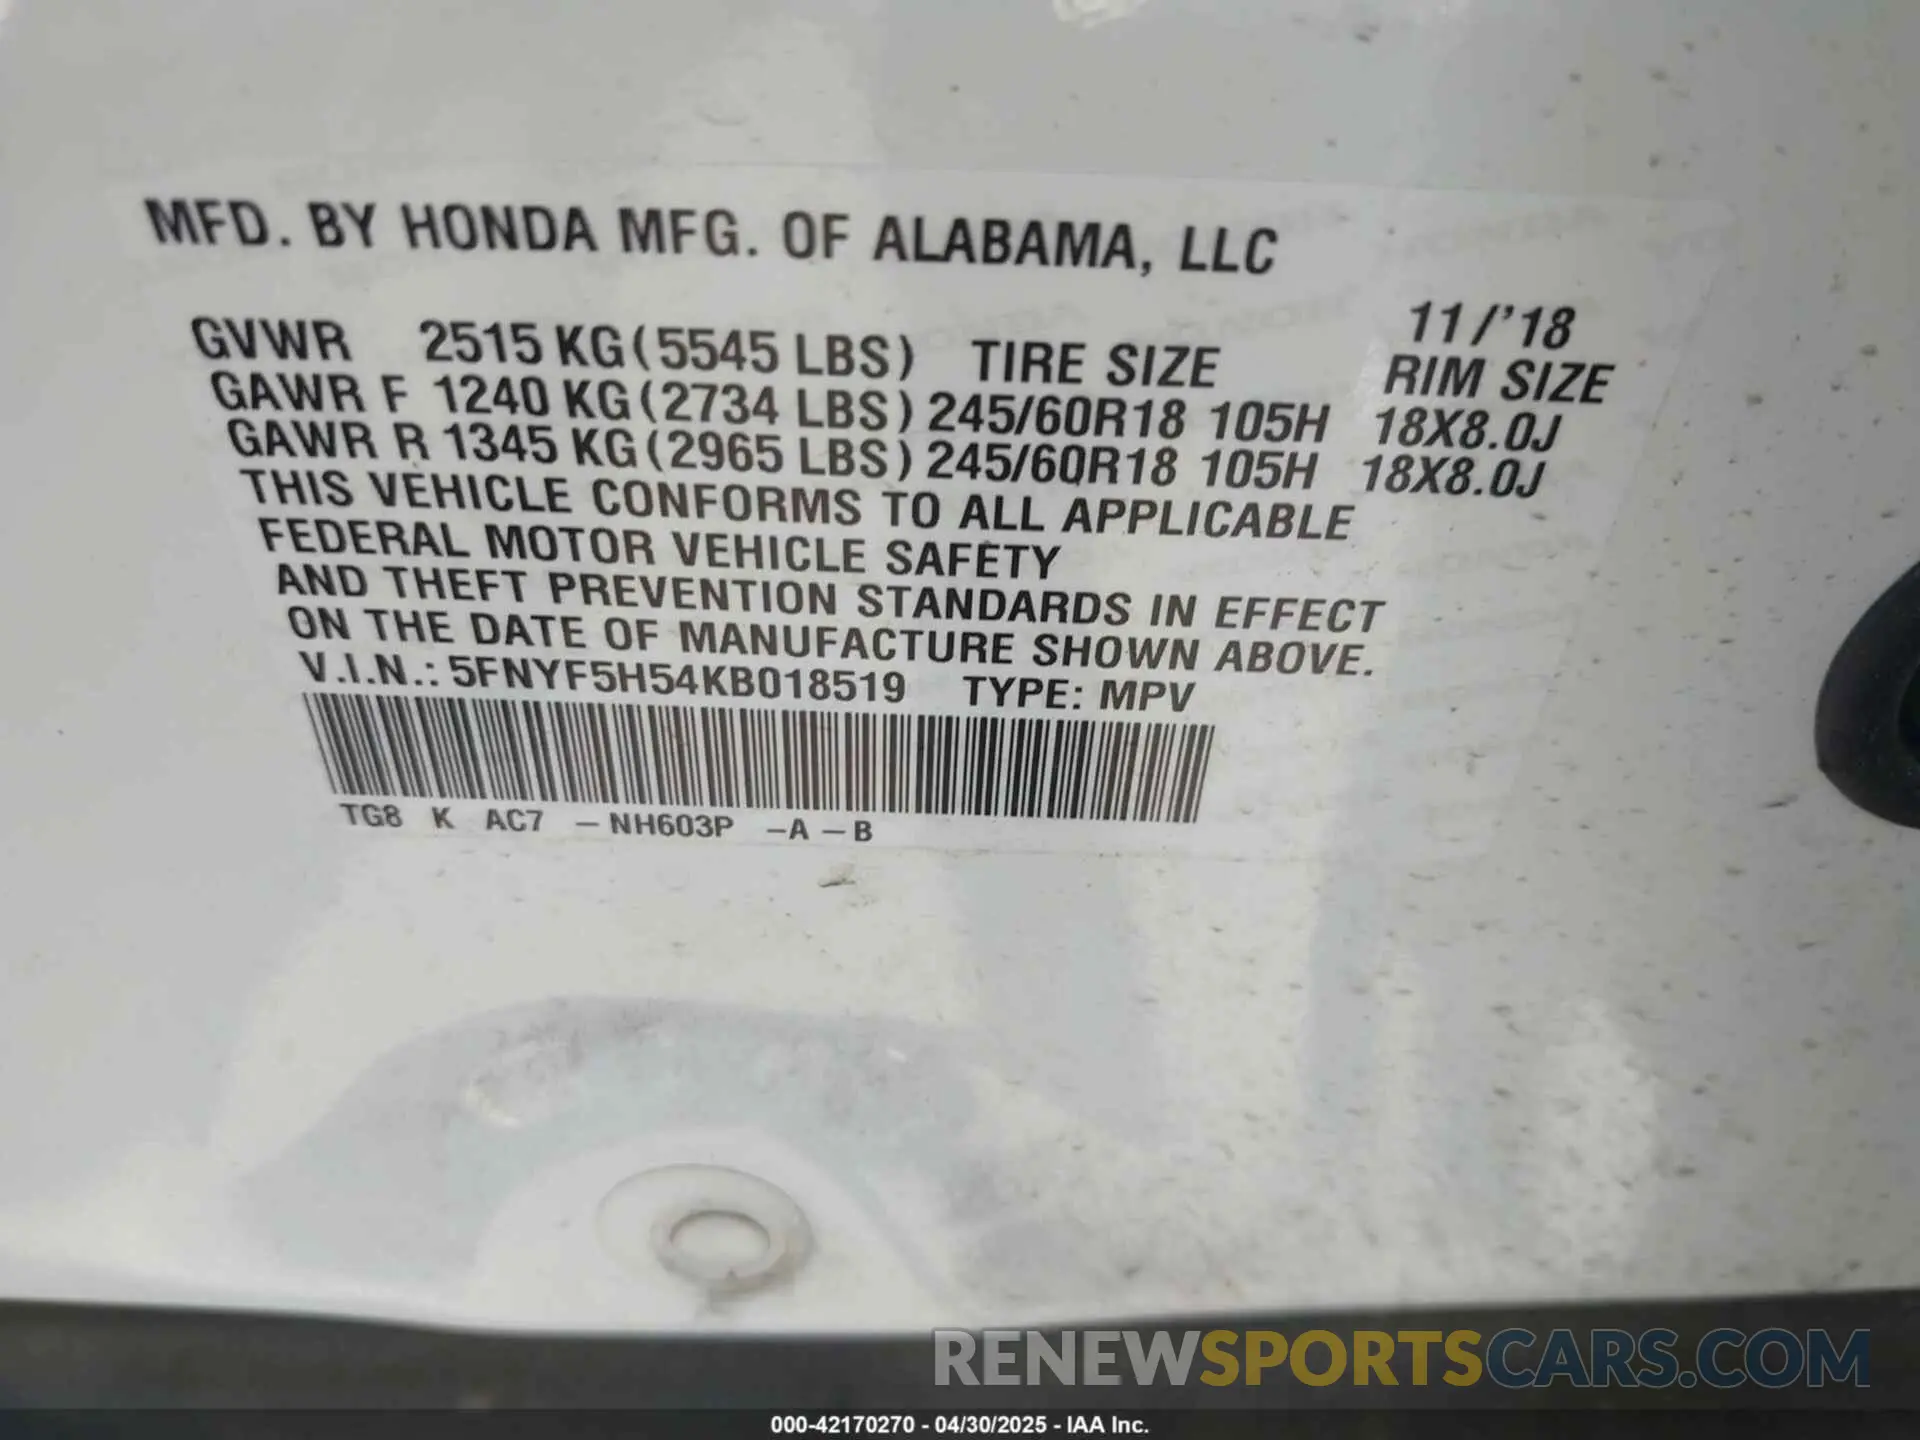 MFD. BY HONDA MFG. OF ALABAMA, LLC
11/'18
GVWR 2515 KG (5545 LBS) TIRE SIZE RIM SIZE
GAWR F 1240 KG (2734 LBS) 245/60R18 105H 18X8.0J
GAWR R 1345 KG (2965 LBS) 245/60R18 105H 18X8.0J
THIS VEHICLE CONFORMS TO ALL APPLICABLE
FEDERAL MOTOR VEHICLE SAFETY
AND THEFT PREVENTION STANDARDS IN EFFECT
ON THE DATE OF MANUFACTURE SHOWN ABOVE.
V.I.N.: 5FNYF5H54KB018519 TYPE: MPV
TG8 K AC7 -NH603P -A-B
RENEWSPORTSCARS.COM
000-42170270 - 04/30/2025 - IAA Inc.